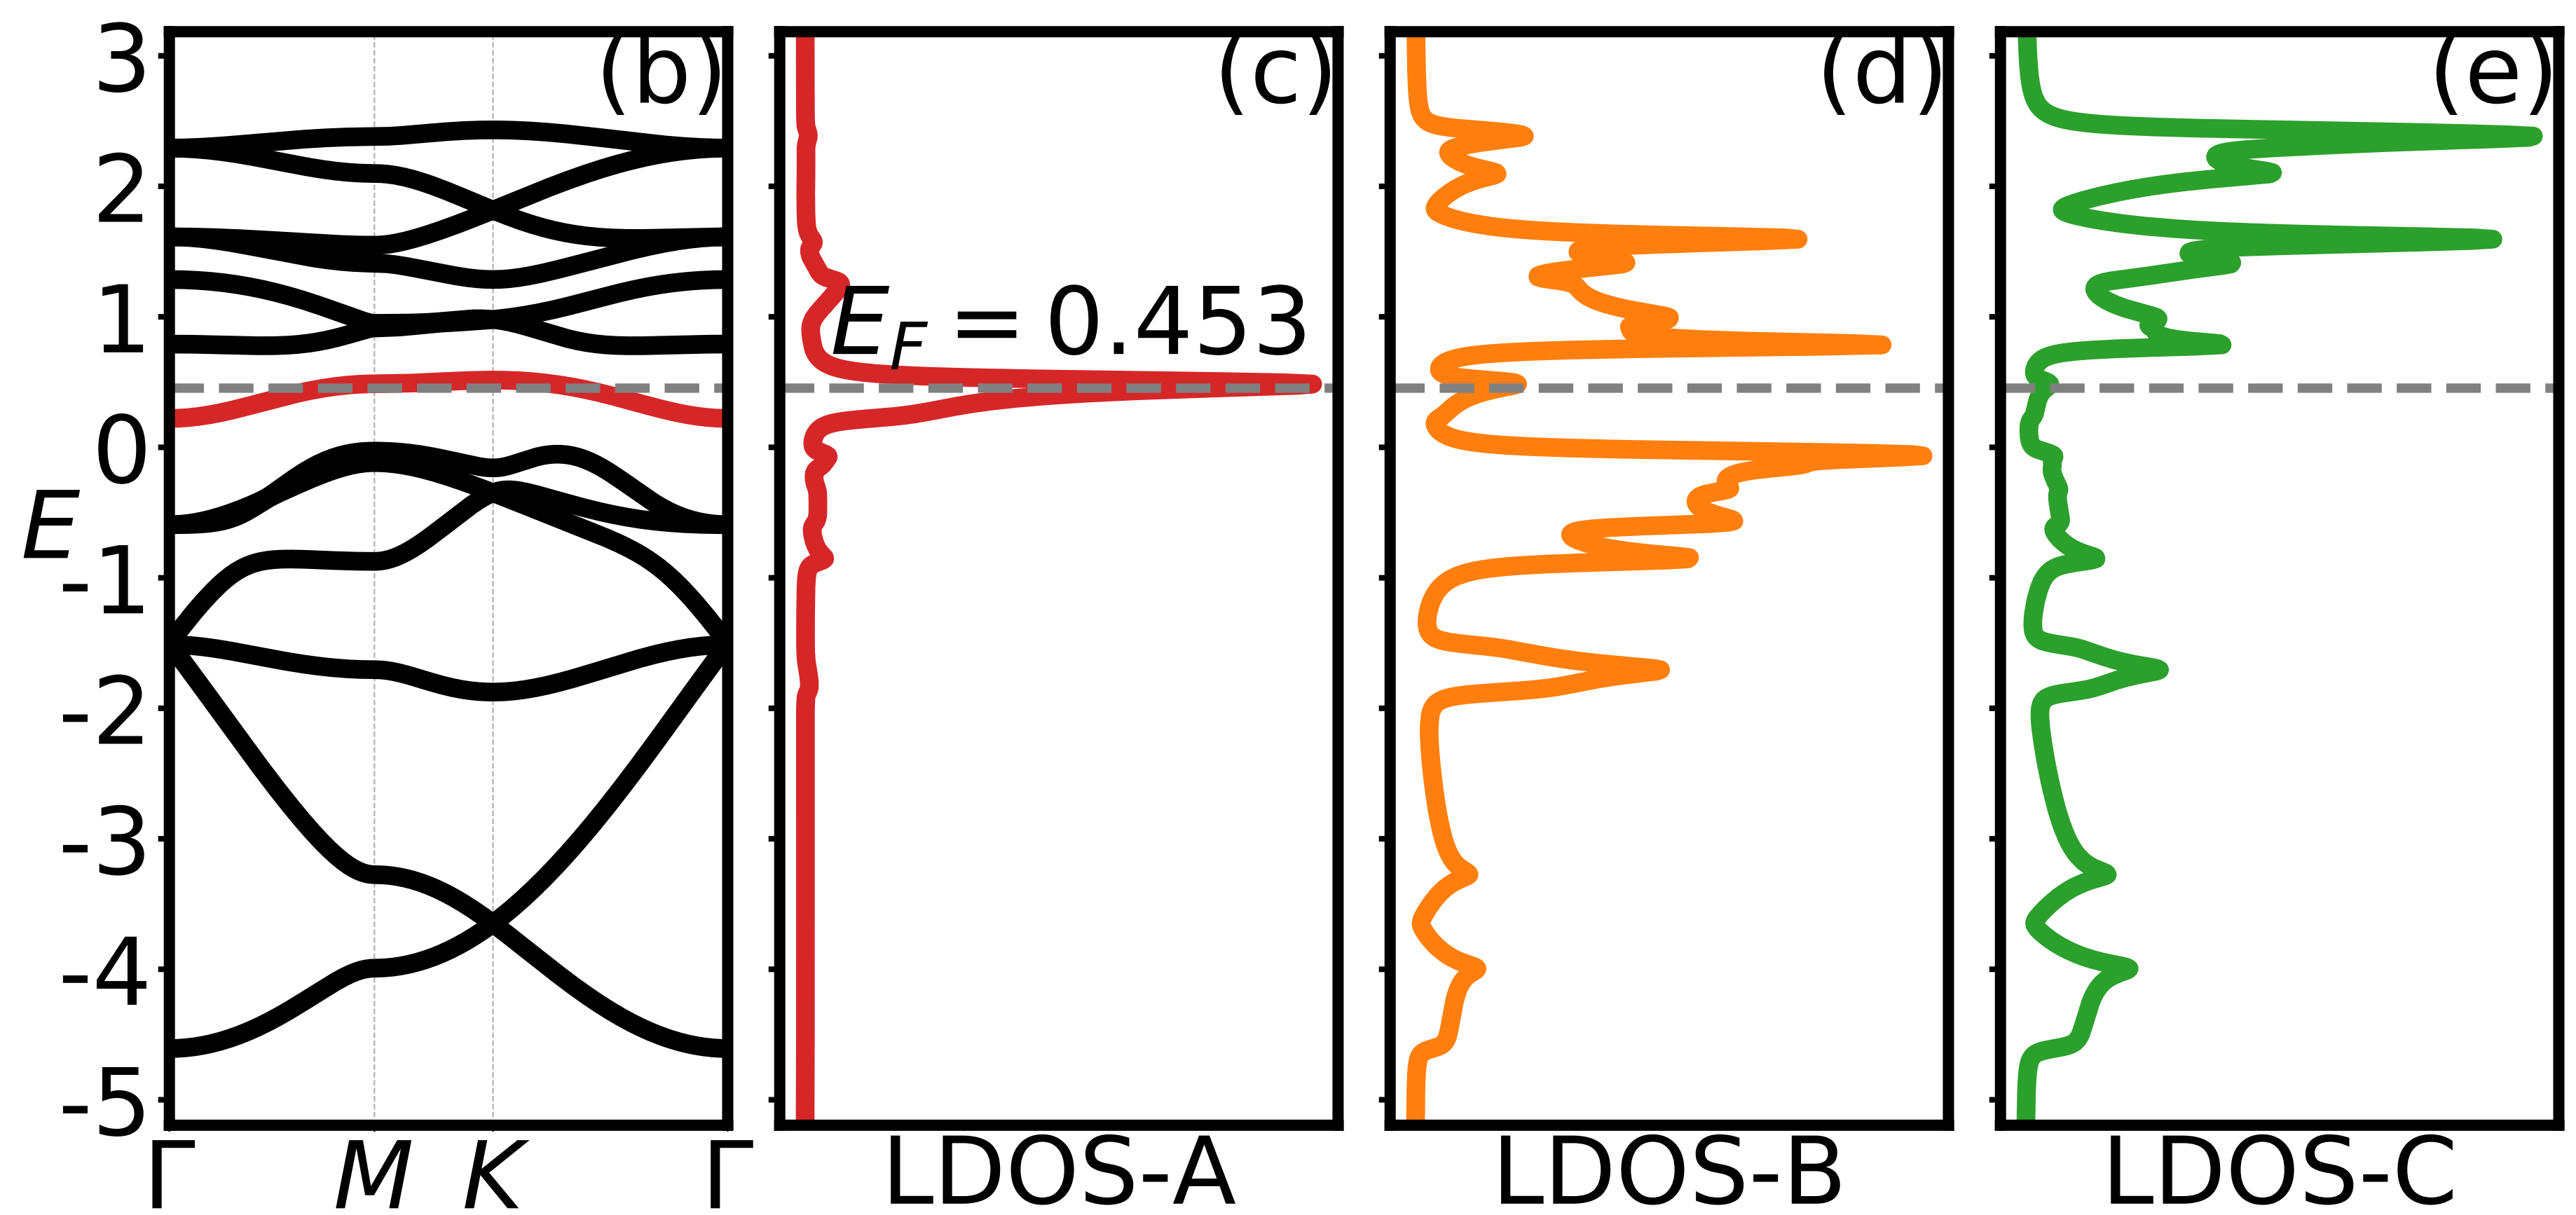 (b)
(c)
(d)
(e)
3
2
1
0
-1
-2
-3
-4
-5
E
E_F = 0.453
Γ M K Γ
LDOS-A
LDOS-B
LDOS-C